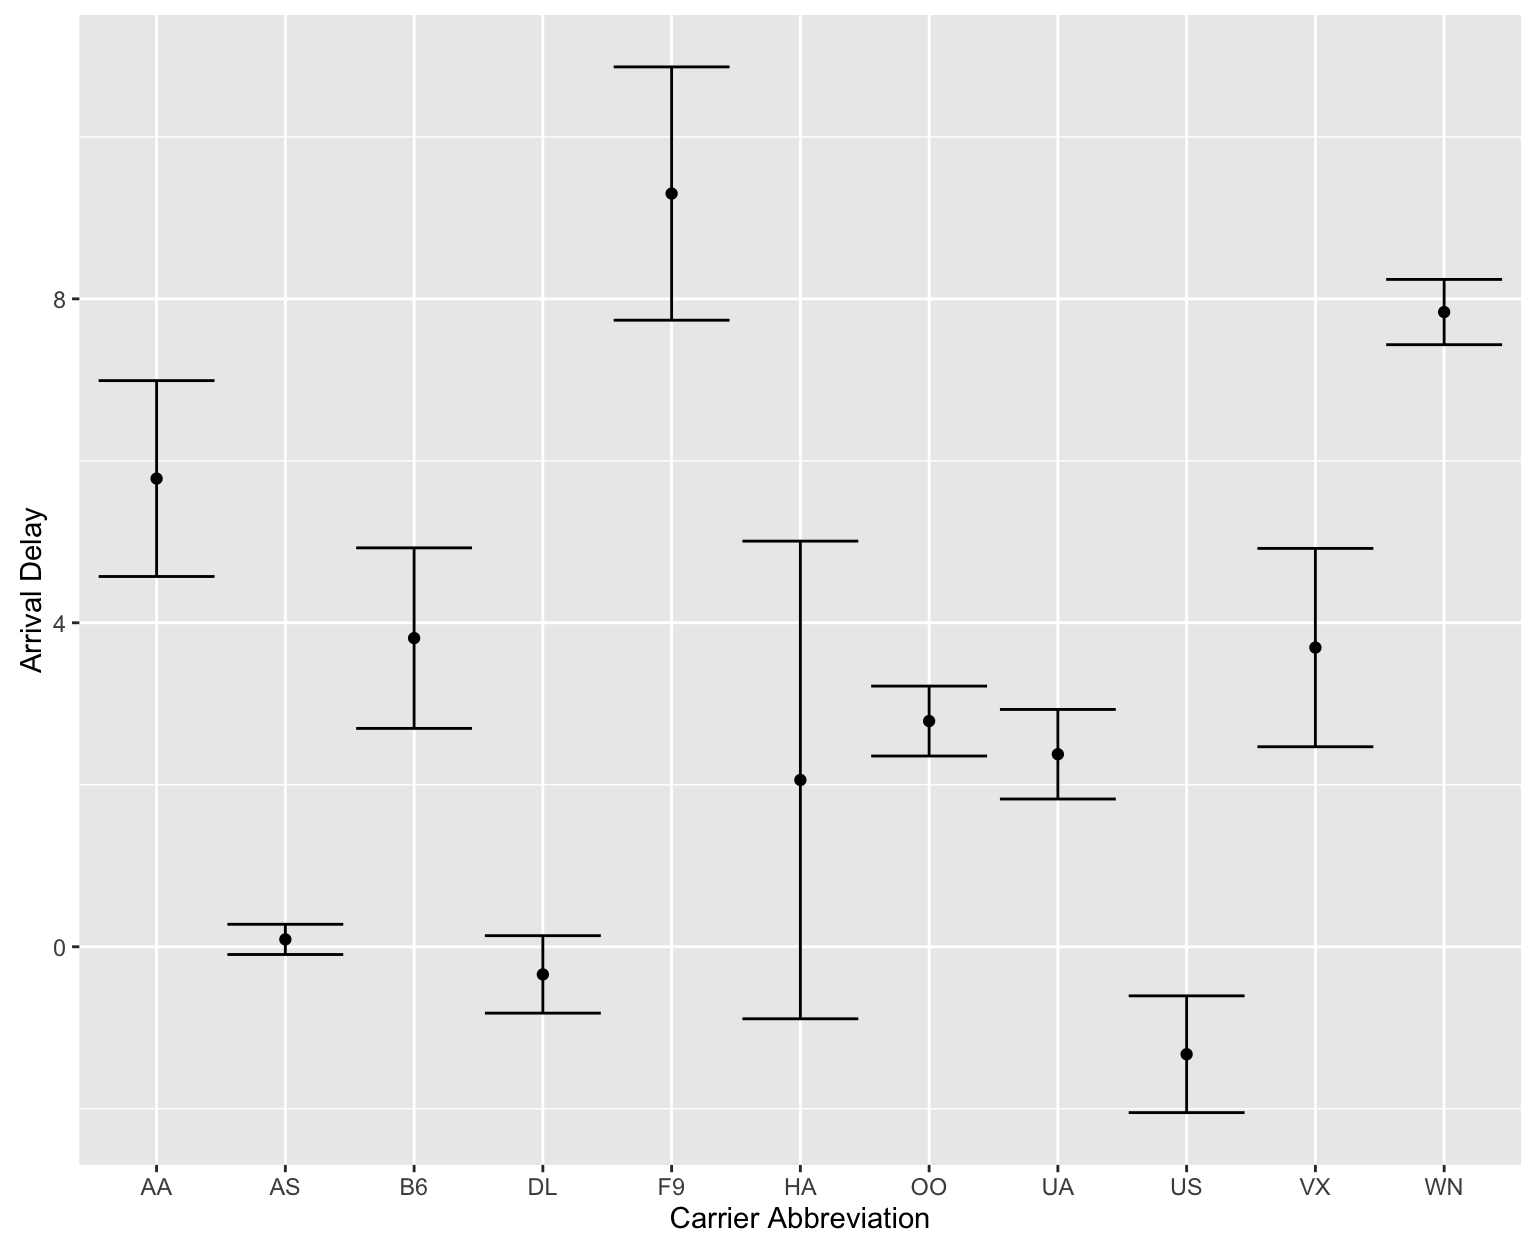 8
4
0
Arrival Delay
AA AS B6 DL F9 HA OO UA US VX WN
Carrier Abbreviation